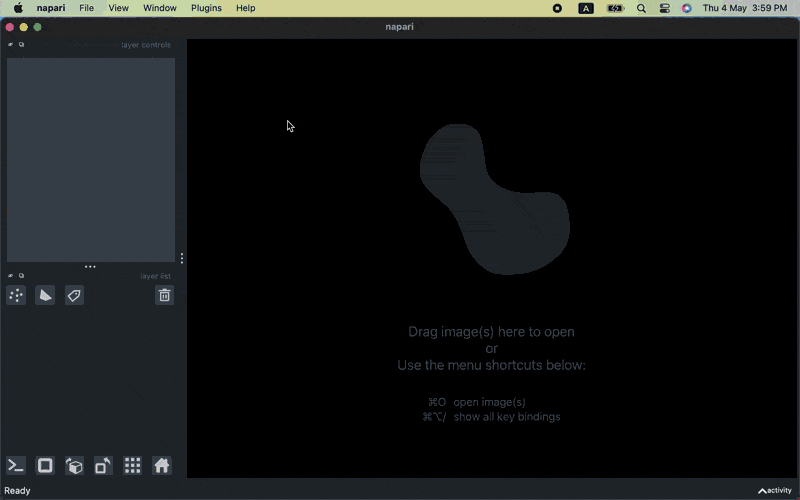 napari File View Window Plugins Help A Thu 4 May 3:59 PM
napari
layer controls
layer list
Drag image(s) here to open
or
Use the menu shortcuts below:
⌘O open image(s)
⌘⌥/ show all key bindings
Ready
activity